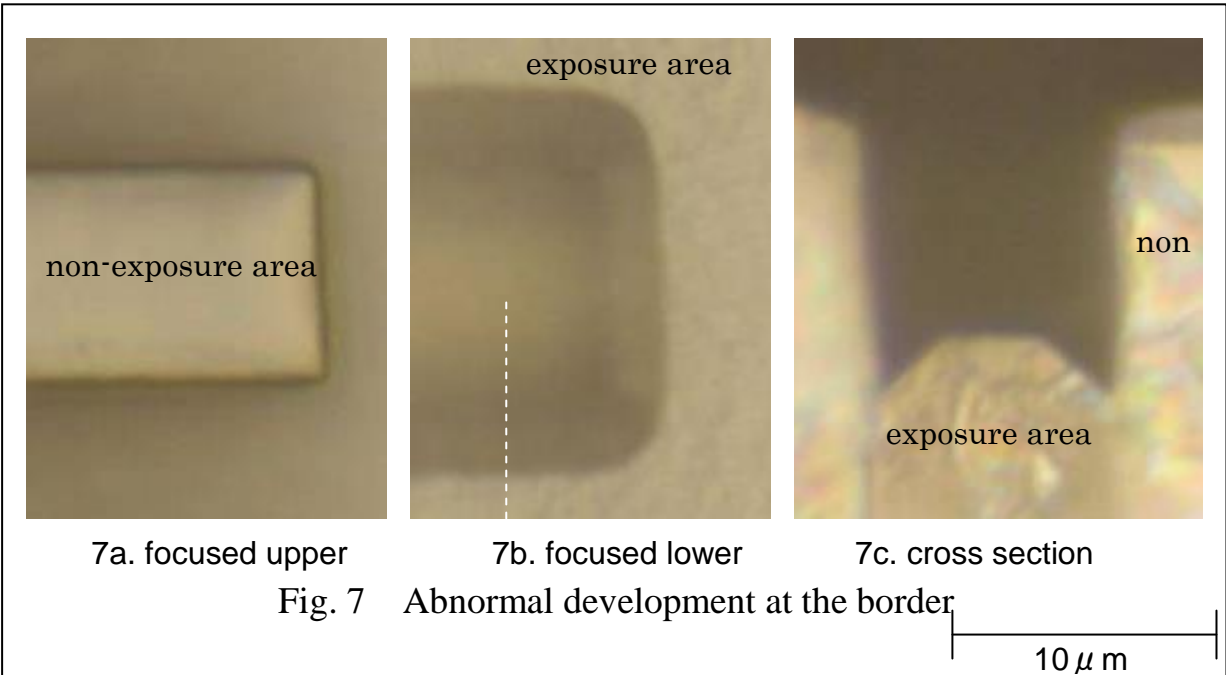 exposure area
non-exposure area
non
exposure area
7a. focused upper
7b. focused lower
7c. cross section
Fig. 7 Abnormal development at the border
10 μ m